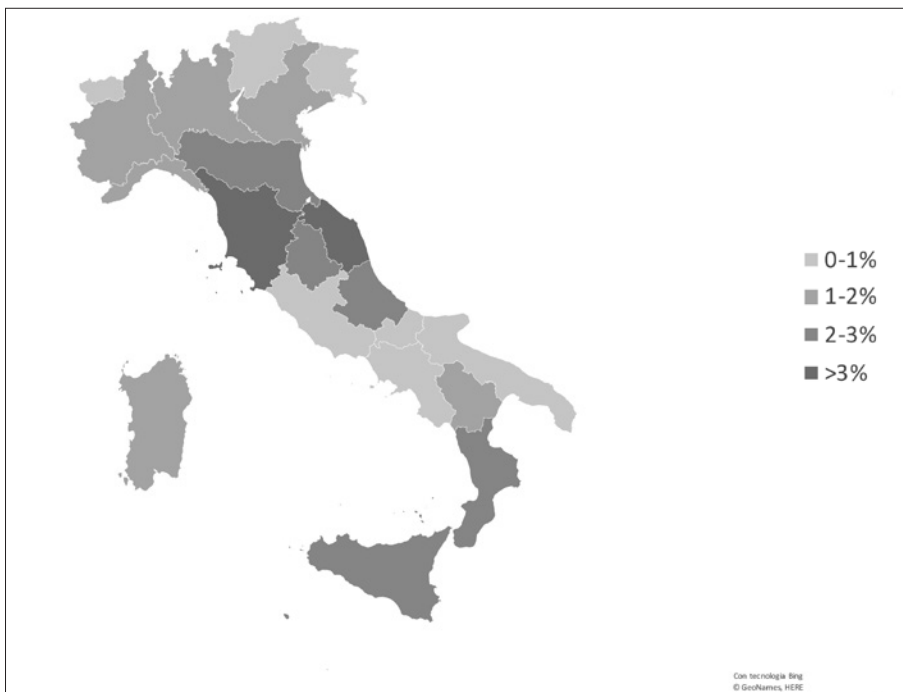 0-1%
1-2%
2-3%
>3%
Con tecnologia Bing
© GeoNames, HERE